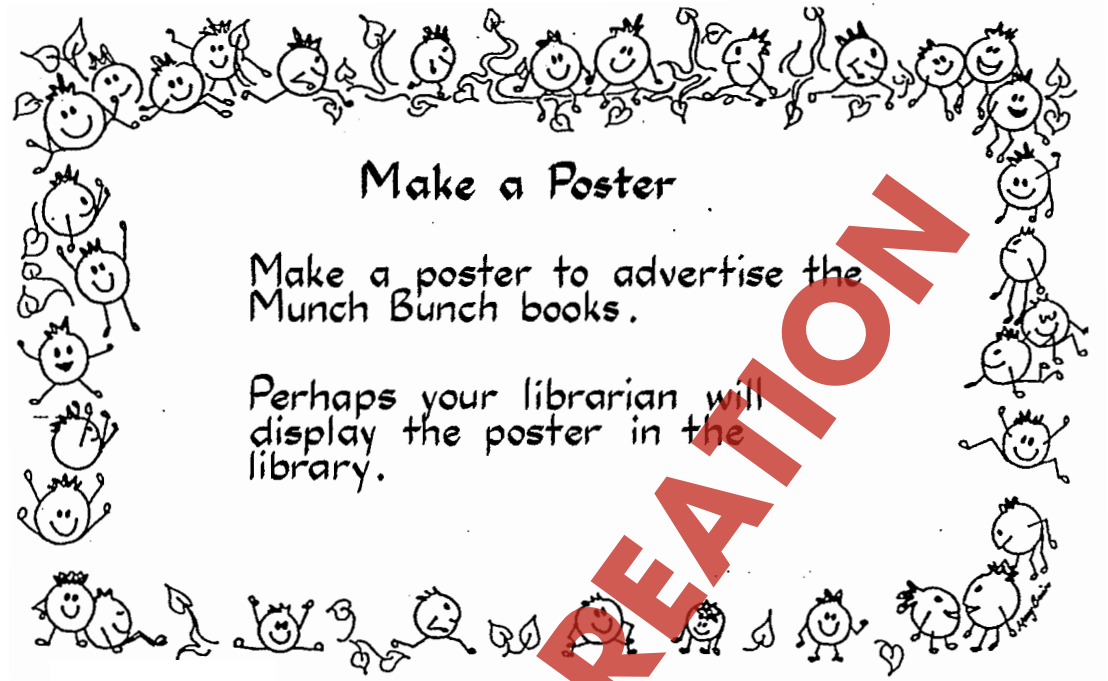 Make a Poster
Make a poster to advertise the
Munch Bunch books.
Perhaps your librarian will
display the poster in the
library.
REATION